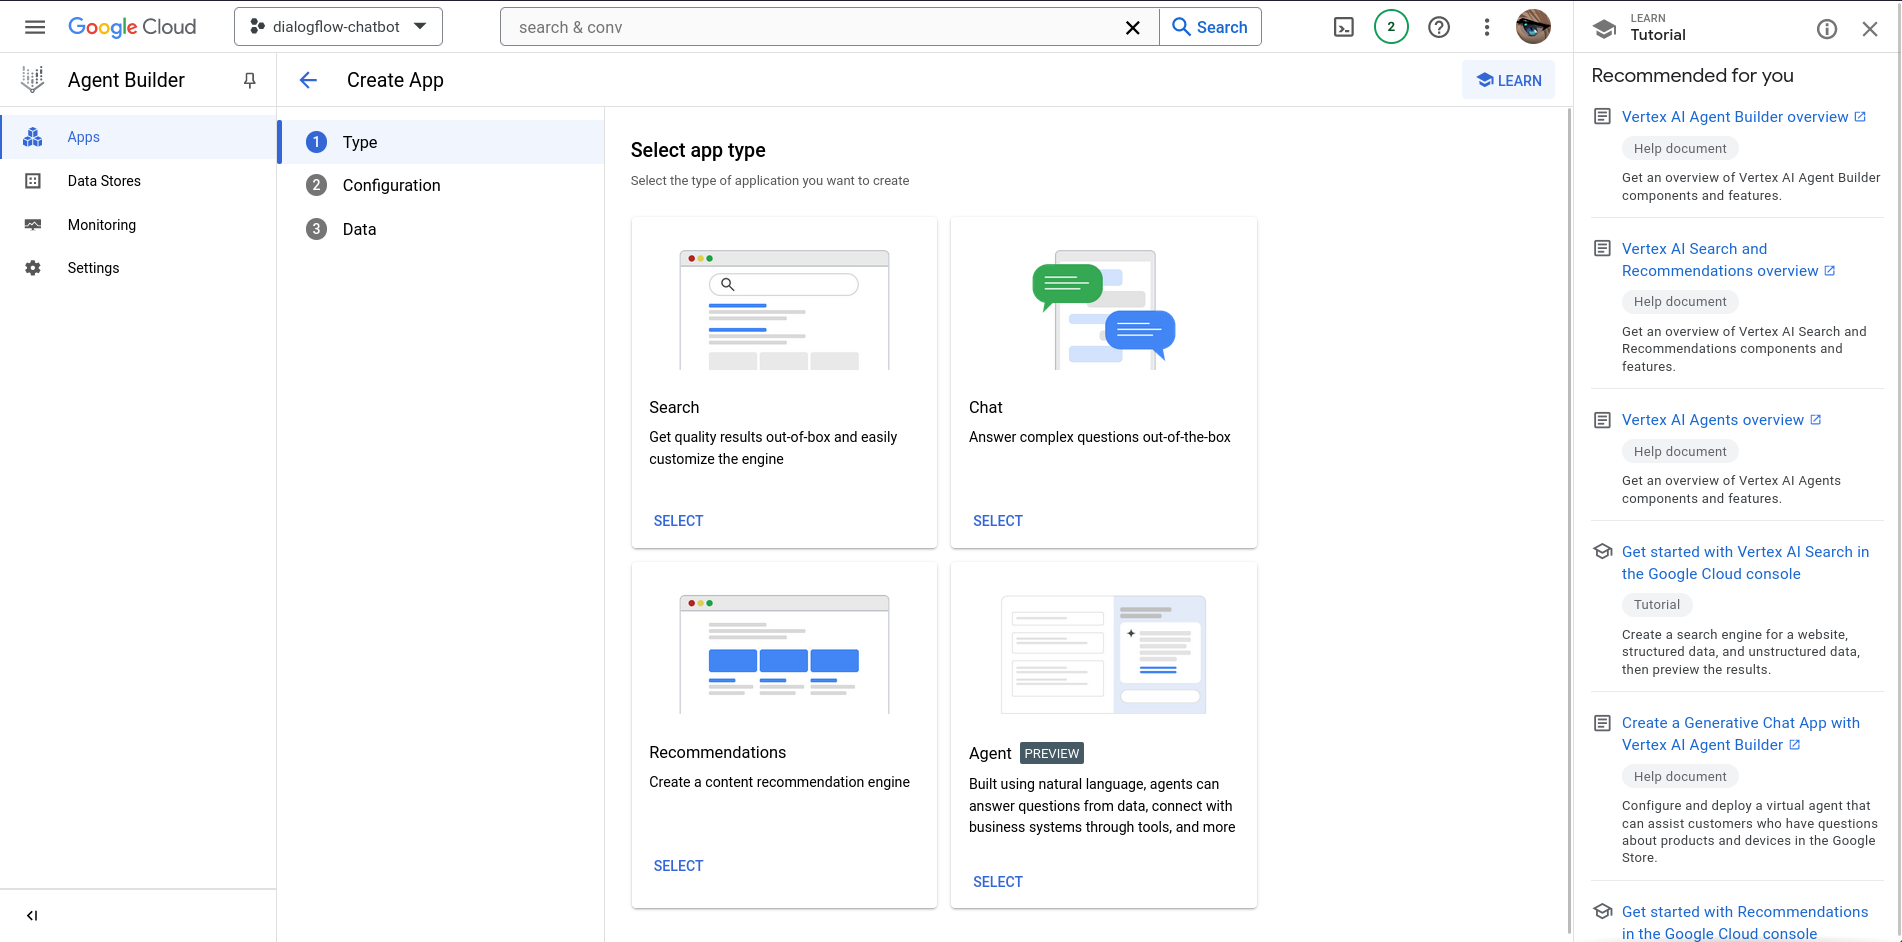 Google Cloud
dialogflow-chatbot
search & conv
Search
2
LEARN
Tutorial
Agent Builder
Create App
LEARN
Apps
Data Stores
Monitoring
Settings
1 Type
2 Configuration
3 Data
Select app type
Select the type of application you want to create
Search
Get quality results out-of-box and easily
customize the engine
SELECT
Chat
Answer complex questions out-of-the-box
SELECT
Recommendations
Create a content recommendation engine
SELECT
Agent PREVIEW
Built using natural language, agents can
answer questions from data, connect with
business systems through tools, and more
SELECT
Recommended for you
Vertex AI Agent Builder overview
Help document
Get an overview of Vertex AI Agent Builder
components and features.
Vertex AI Search and
Recommendations overview
Help document
Get an overview of Vertex AI Search and
Recommendations components and
features.
Vertex AI Agents overview
Help document
Get an overview of Vertex AI Agents
components and features.
Get started with Vertex AI Search in
the Google Cloud console
Tutorial
Create a search engine for a website,
structured data, and unstructured data,
then preview the results.
Create a Generative Chat App with
Vertex AI Agent Builder
Help document
Configure and deploy a virtual agent that
can assist customers who have questions
about products and devices in the Google
Store.
Get started with Recommendations
in the Google Cloud console